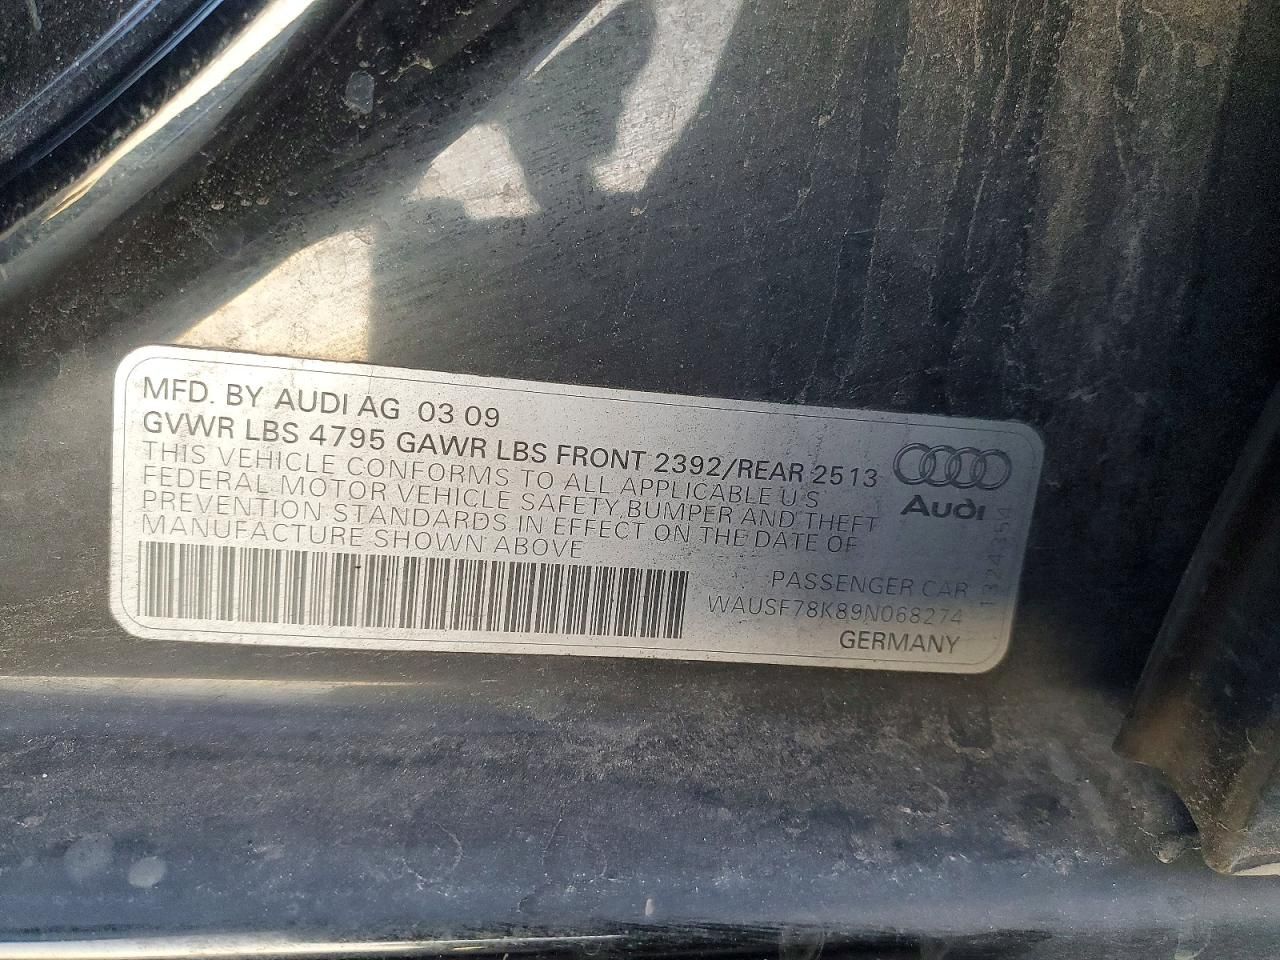 MFD. BY AUDI AG 03 09
GVWR LBS 4795 GAWR LBS FRONT 2392/REAR 2513
THIS VEHICLE CONFORMS TO ALL APPLICABLE U S
FEDERAL MOTOR VEHICLE SAFETY,BUMPER AND THEFT
PREVENTION STANDARDS IN EFFECT ON THE DATE OF
MANUFACTURE SHOWN ABOVE
Audi
PASSENGER CAR
WAUSF78K89N068274
GERMANY
1324354